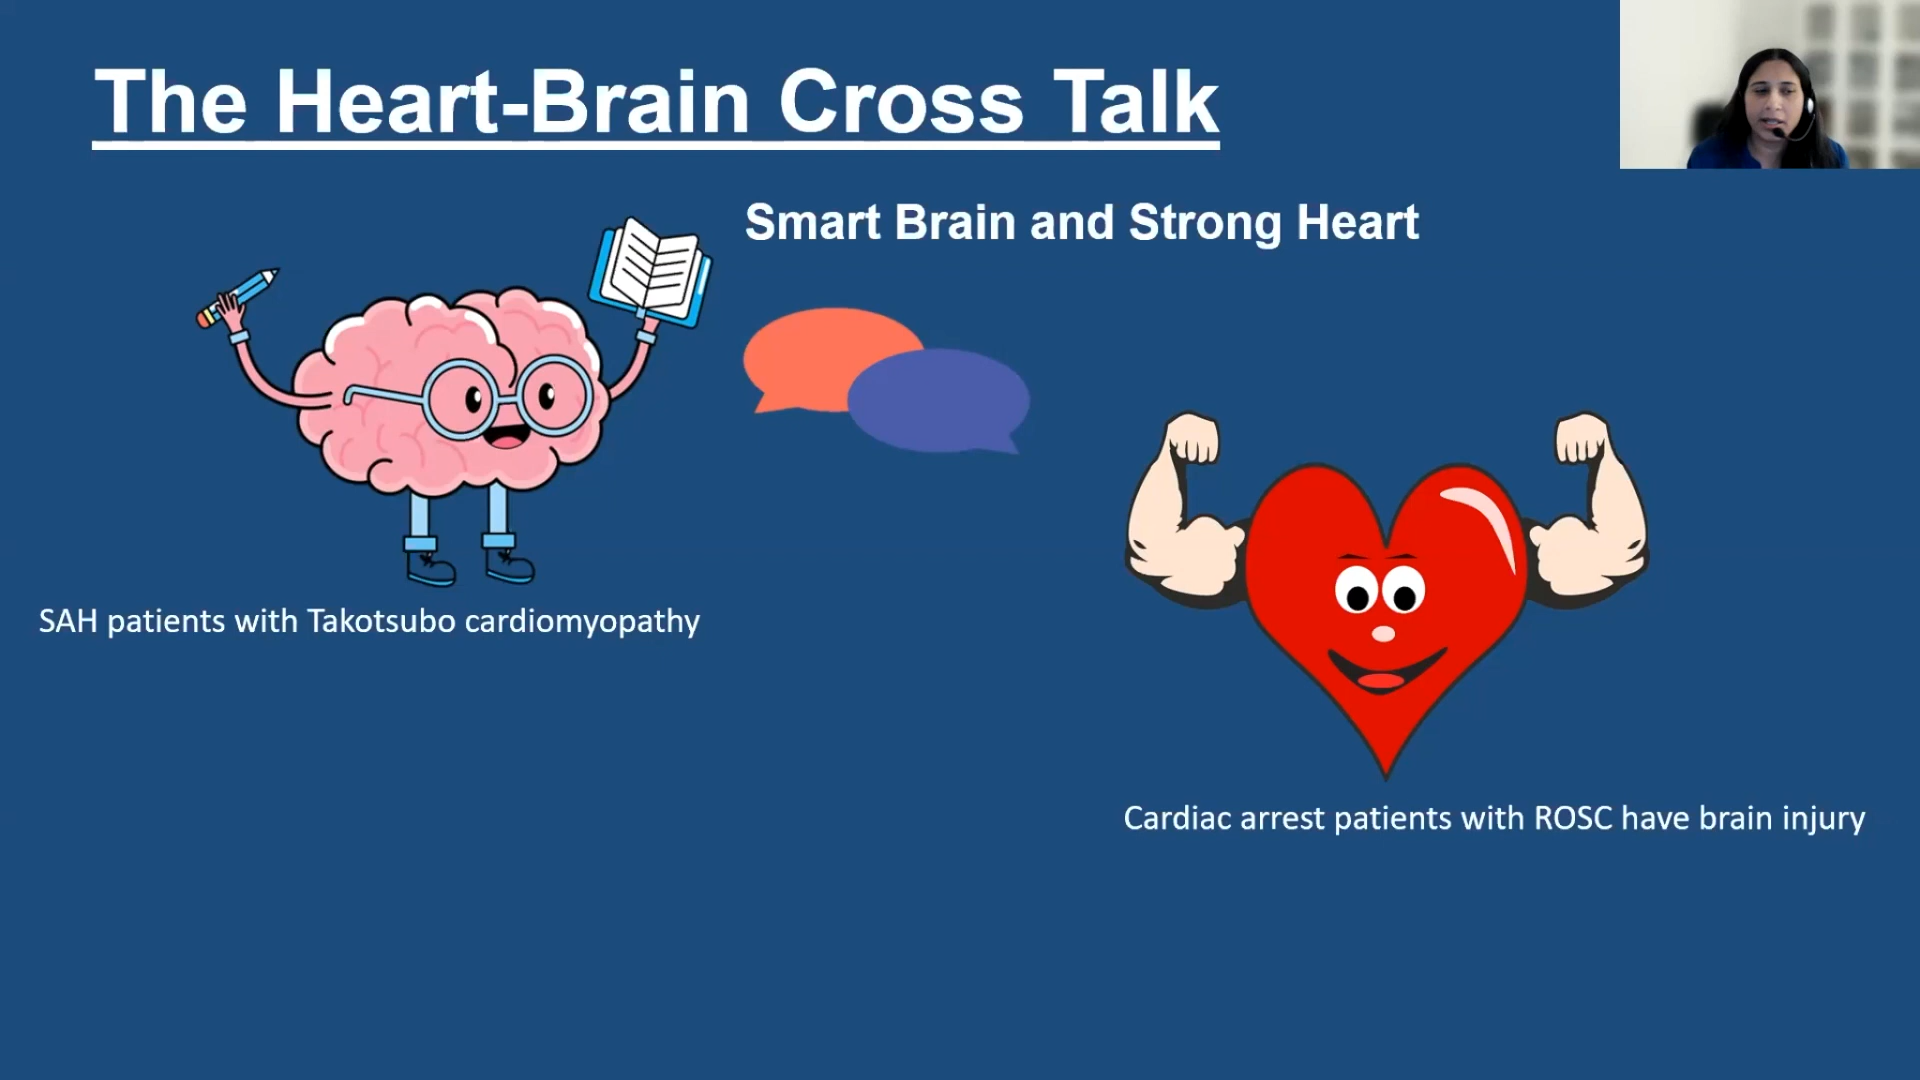 The Heart-Brain Cross Talk
Smart Brain and Strong Heart
SAH patients with Takotsubo cardiomyopathy
Cardiac arrest patients with ROSC have brain injury